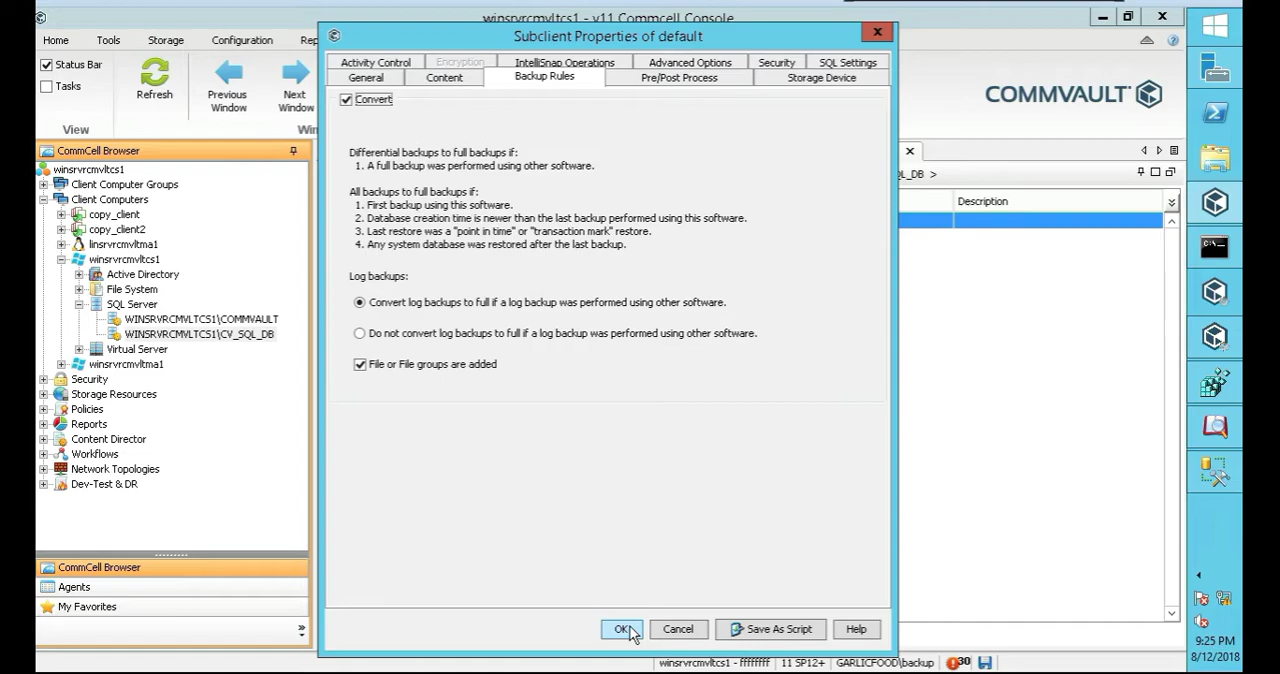 winsrvrcmvltcs1 - v11 Commcell Console
Subclient Properties of default
Home Tools Storage Configuration Rep
Status Bar
Tasks
Refresh
Previous Window
Next Window
View
Win
Activity Control Encryption IntelliSnap Operations Advanced Options Security SQL Settings
General Content Backup Rules Pre/Post Process Storage Device
COMMVAULT
CommCell Browser
winsrvrcmvltcs1
Client Computer Groups
Client Computers
copy_client
copy_client2
linsrvrcmvltma1
winsrvrcmvltcs1
Active Directory
File System
SQL Server
WINSRVRCMVLTCS1\COMMVAULT
WINSRVRCMVLTCS1\CV_SQL_DB
Virtual Server
winsrvrcmvltma1
Security
Storage Resources
Policies
Reports
Content Director
Workflows
Network Topologies
Dev-Test & DR
CommCell Browser
Agents
My Favorites
Convert
Differential backups to full backups if:
1. A full backup was performed using other software.
All backups to full backups if:
1. First backup using this software.
2. Database creation time is newer than the last backup performed using this software.
3. Last restore was a "point in time" or "transaction mark" restore.
4. Any system database was restored after the last backup.
Log backups:
Convert log backups to full if a log backup was performed using other software.
Do not convert log backups to full if a log backup was performed using other software.
File or File groups are added
OK Cancel Save As Script Help
QL_DB >
Description
winsrvrcmvltcs1 - ffffffff 11 SP12+ GARLICFOOD\backup 30
9:25 PM
8/12/2018